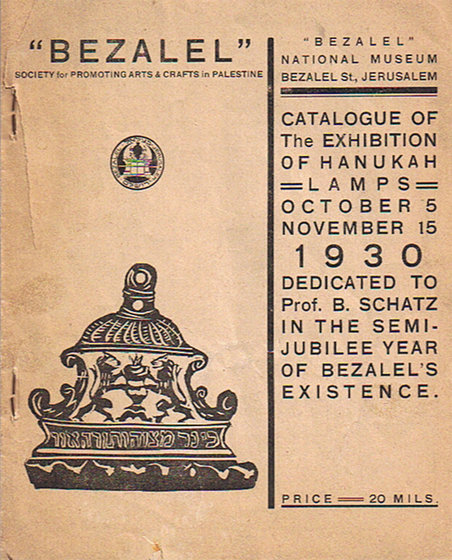 "BEZALEL"
SOCIETY for PROMOTING ARTS & CRAFTS in PALESTINE
כי נר מצוה ותורה אור
"BEZALEL"
NATIONAL MUSEUM
BEZALEL St, JERUSALEM
CATALOGUE OF
The EXHIBITION
OF HANUKAH
=LAMPS=
OCTOBER 5
NOVEMBER 15
1930
DEDICATED TO
Prof. B. SCHATZ
IN THE SEMI-
JUBILEE YEAR
OF BEZALEL'S
EXISTENCE.
PRICE = 20 MILS.